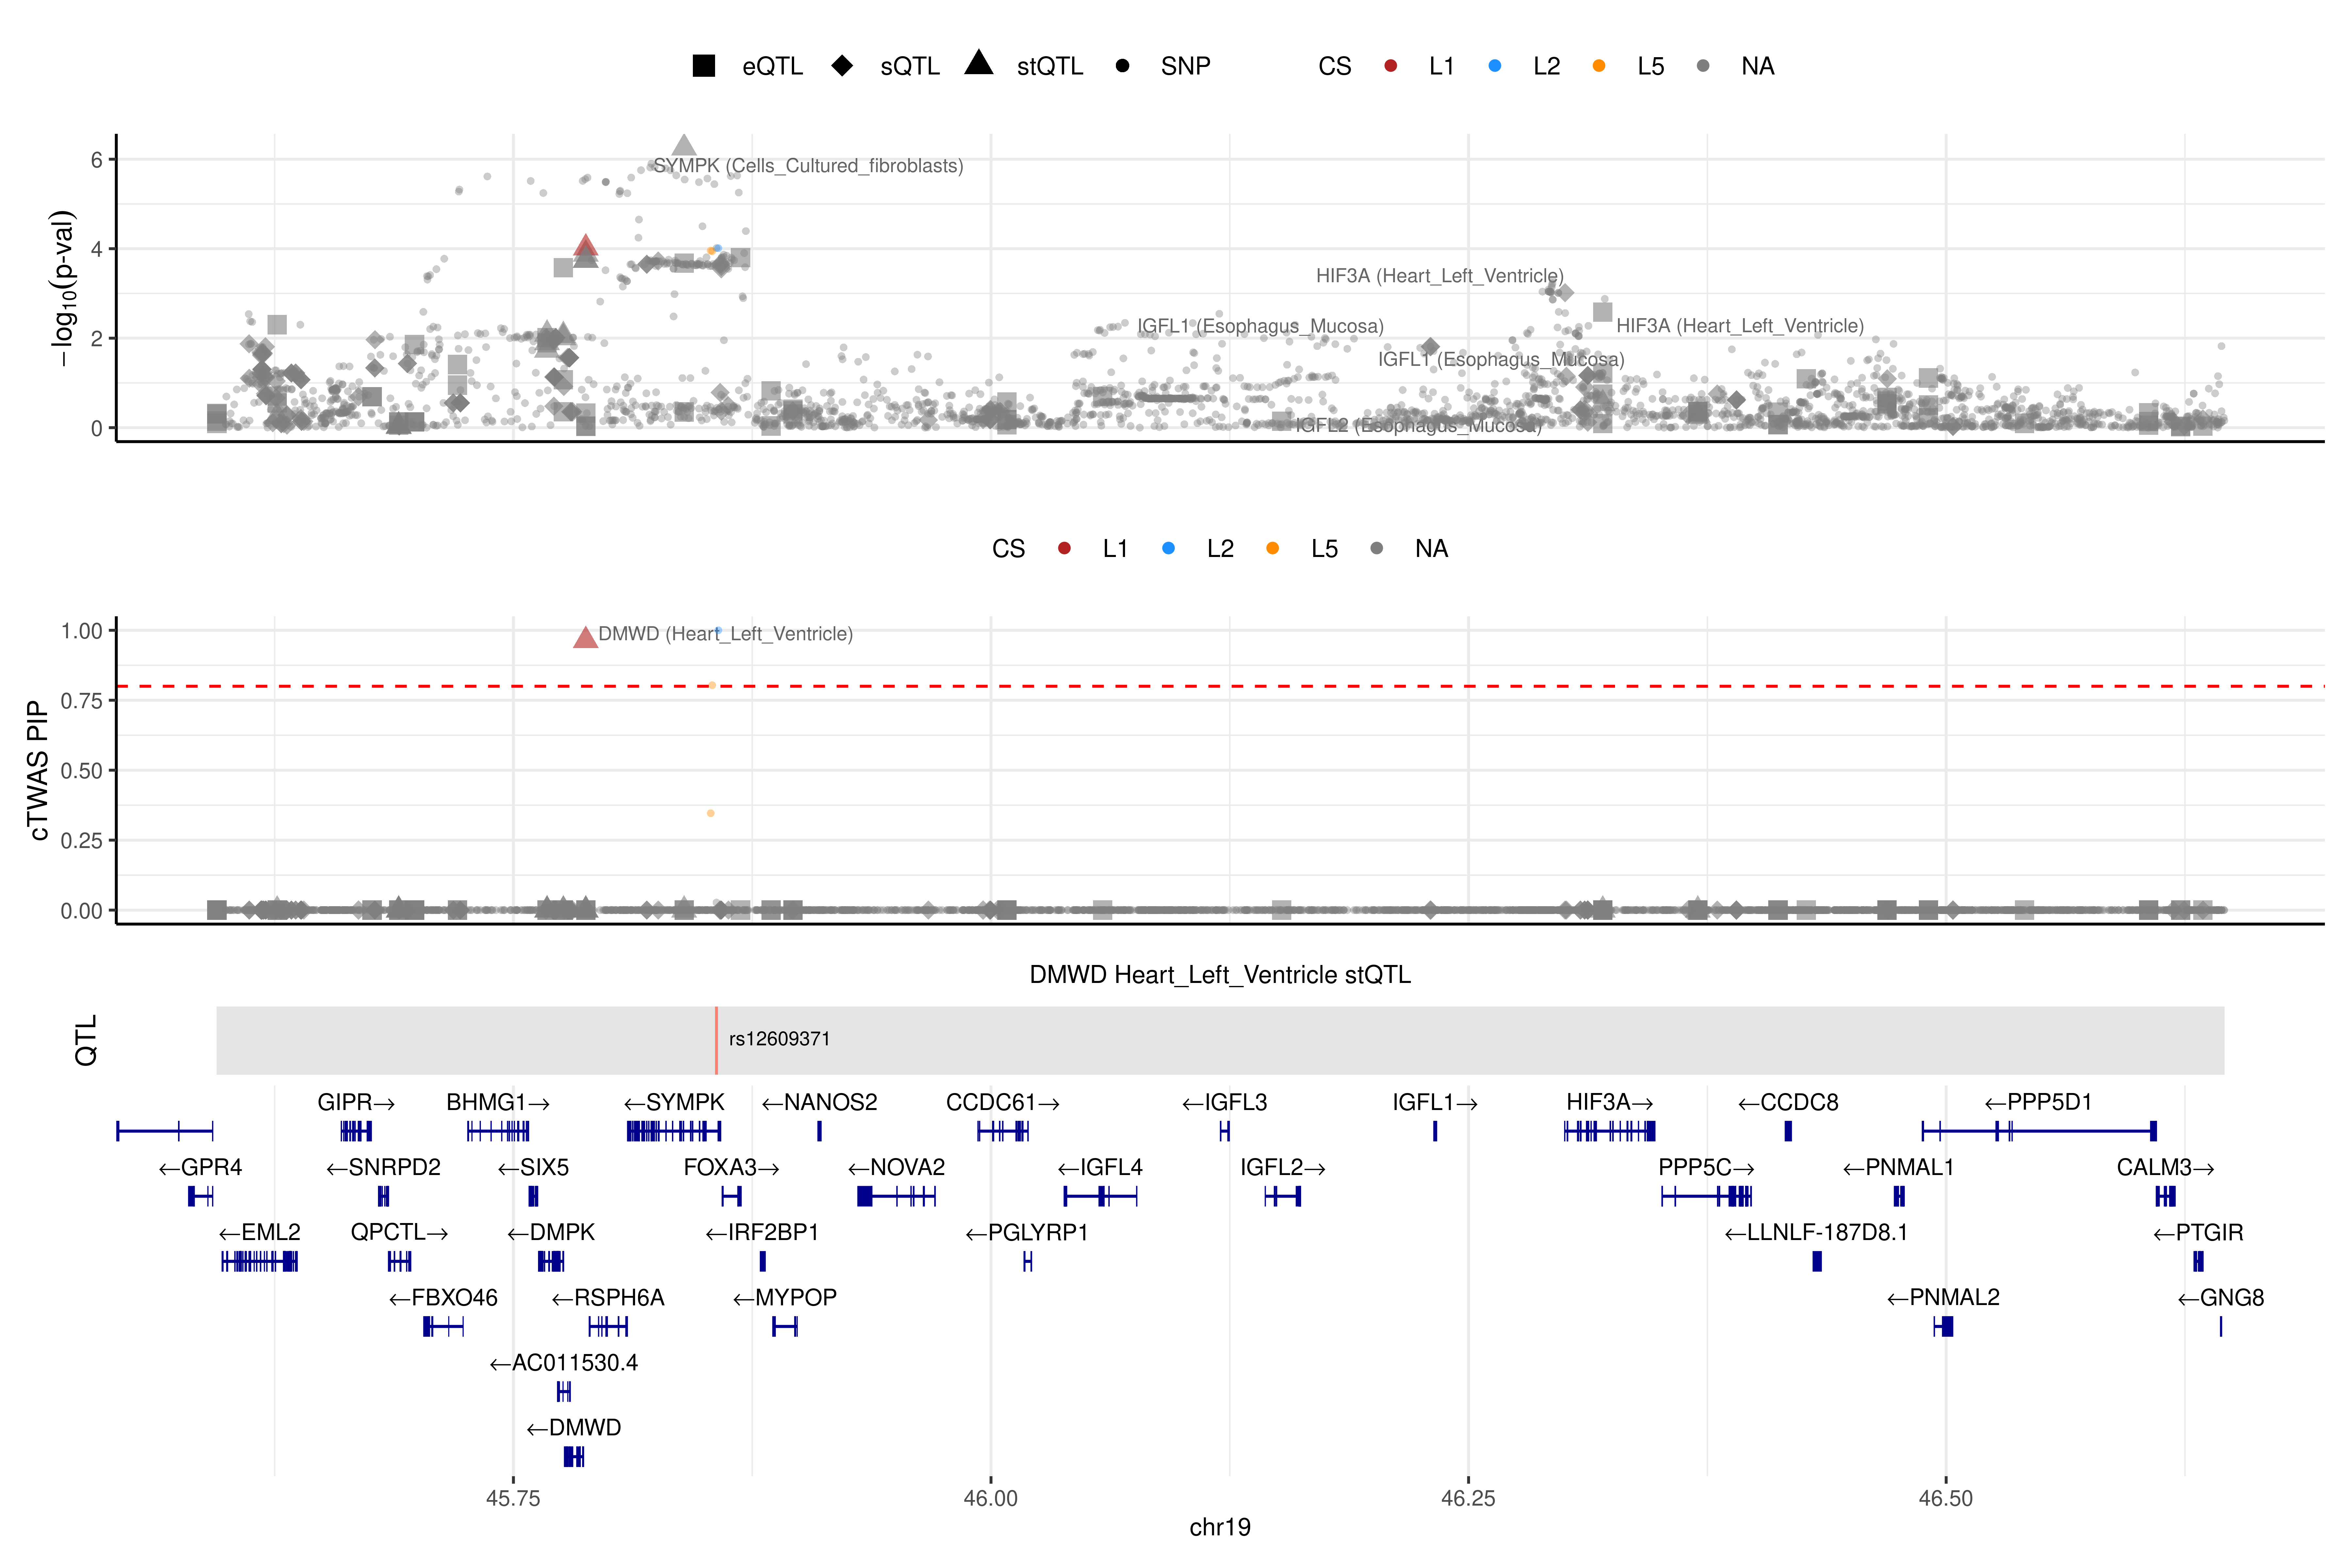 eQTL sQTL stQTL SNP CS L1 L2 L5 NA
−log10(p-val)
6
4
2
0
SYMPK (Cells_Cultured_fibroblasts)
HIF3A (Heart_Left_Ventricle)
IGFL1 (Esophagus_Mucosa)
HIF3A (Heart_Left_Ventricle)
IGFL1 (Esophagus_Mucosa)
IGFL2 (Esophagus_Mucosa)
CS L1 L2 L5 NA
cTWAS PIP
1.00
0.75
0.50
0.25
0.00
DMWD (Heart_Left_Ventricle)
DMWD Heart_Left_Ventricle stQTL
QTL
rs12609371
GIPR→ BHMG1→ ←SYMPK ←NANOS2 CCDC61→ ←IGFL3 IGFL1→ HIF3A→ ←CCDC8 ←PPP5D1
←GPR4 ←SNRPD2 ←SIX5 FOXA3→ ←NOVA2 ←IGFL4 IGFL2→ PPP5C→ ←PNMAL1 CALM3→
←EML2 QPCTL→ ←DMPK ←IRF2BP1 ←PGLYRP1 ←LLNLF-187D8.1 ←PTGIR
←FBXO46 ←RSPH6A ←MYPOP ←PNMAL2 ←GNG8
←AC011530.4
←DMWD
45.75 46.00 46.25 46.50
chr19